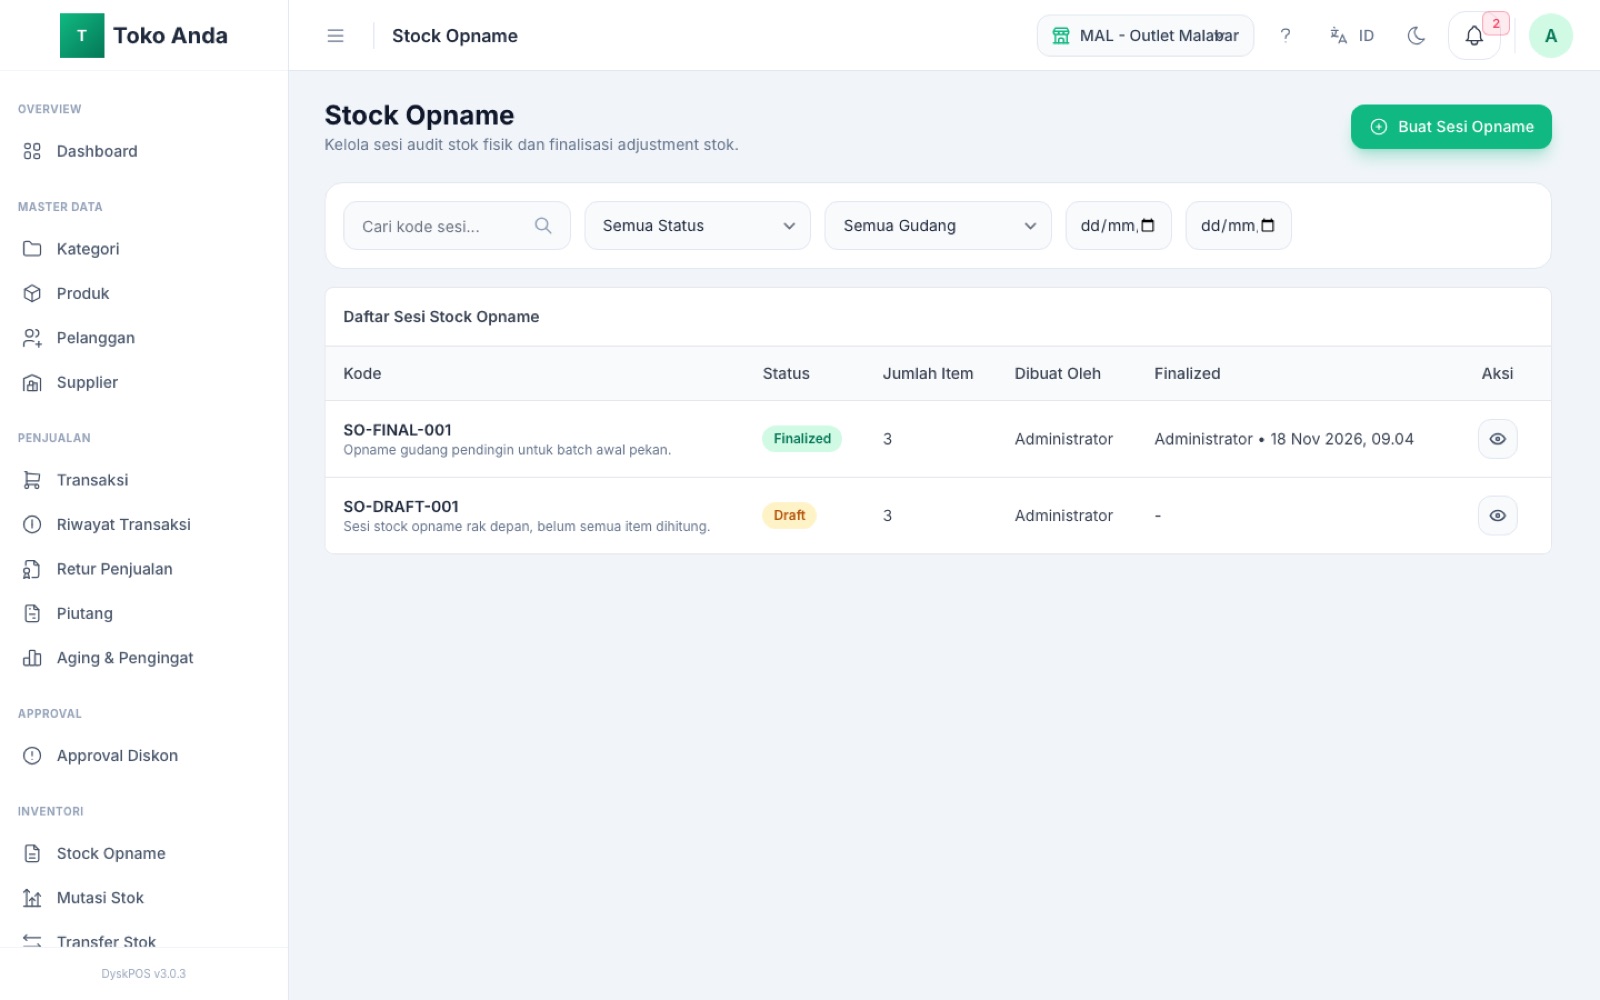 T Toko Anda
OVERVIEW
Dashboard
MASTER DATA
Kategori
Produk
Pelanggan
Supplier
PENJUALAN
Transaksi
Riwayat Transaksi
Retur Penjualan
Piutang
Aging & Pengingat
APPROVAL
Approval Diskon
INVENTORI
Stock Opname
Mutasi Stok
Transfer Stok
DyskPOS v3.0.3
Stock Opname
MAL - Outlet Malabar
?
ID
2
A
Stock Opname
Kelola sesi audit stok fisik dan finalisasi adjustment stok.
Buat Sesi Opname
Cari kode sesi...
Semua Status
Semua Gudang
dd/mm,
dd/mm,
Daftar Sesi Stock Opname
Kode Status Jumlah Item Dibuat Oleh Finalized Aksi
SO-FINAL-001
Opname gudang pendingin untuk batch awal pekan.
Finalized 3 Administrator Administrator • 18 Nov 2026, 09.04
SO-DRAFT-001
Sesi stock opname rak depan, belum semua item dihitung.
Draft 3 Administrator -